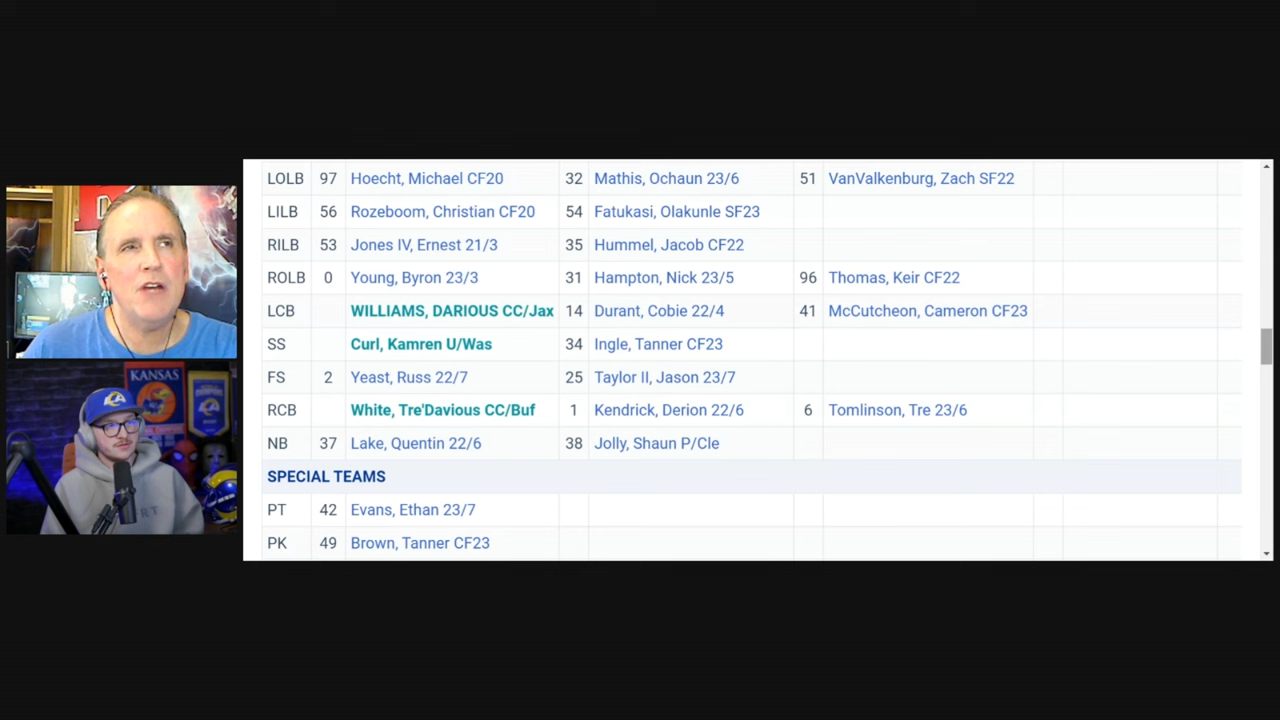 LOLB 97 Hoecht, Michael CF20 32 Mathis, Ochaun 23/6 51 VanValkenburg, Zach SF22
LILB 56 Rozeboom, Christian CF20 54 Fatukasi, Olakunle SF23
RILB 53 Jones IV, Ernest 21/3 35 Hummel, Jacob CF22
ROLB 0 Young, Byron 23/3 31 Hampton, Nick 23/5 96 Thomas, Keir CF22
LCB WILLIAMS, DARIOUS CC/Jax 14 Durant, Cobie 22/4 41 McCutcheon, Cameron CF23
SS Curl, Kamren U/Was 34 Ingle, Tanner CF23
FS 2 Yeast, Russ 22/7 25 Taylor II, Jason 23/7
RCB White, Tre'Davious CC/Buf 1 Kendrick, Derion 22/6 6 Tomlinson, Tre 23/6
NB 37 Lake, Quentin 22/6 38 Jolly, Shaun P/Cle
SPECIAL TEAMS
PT 42 Evans, Ethan 23/7
PK 49 Brown, Tanner CF23
KANSAS